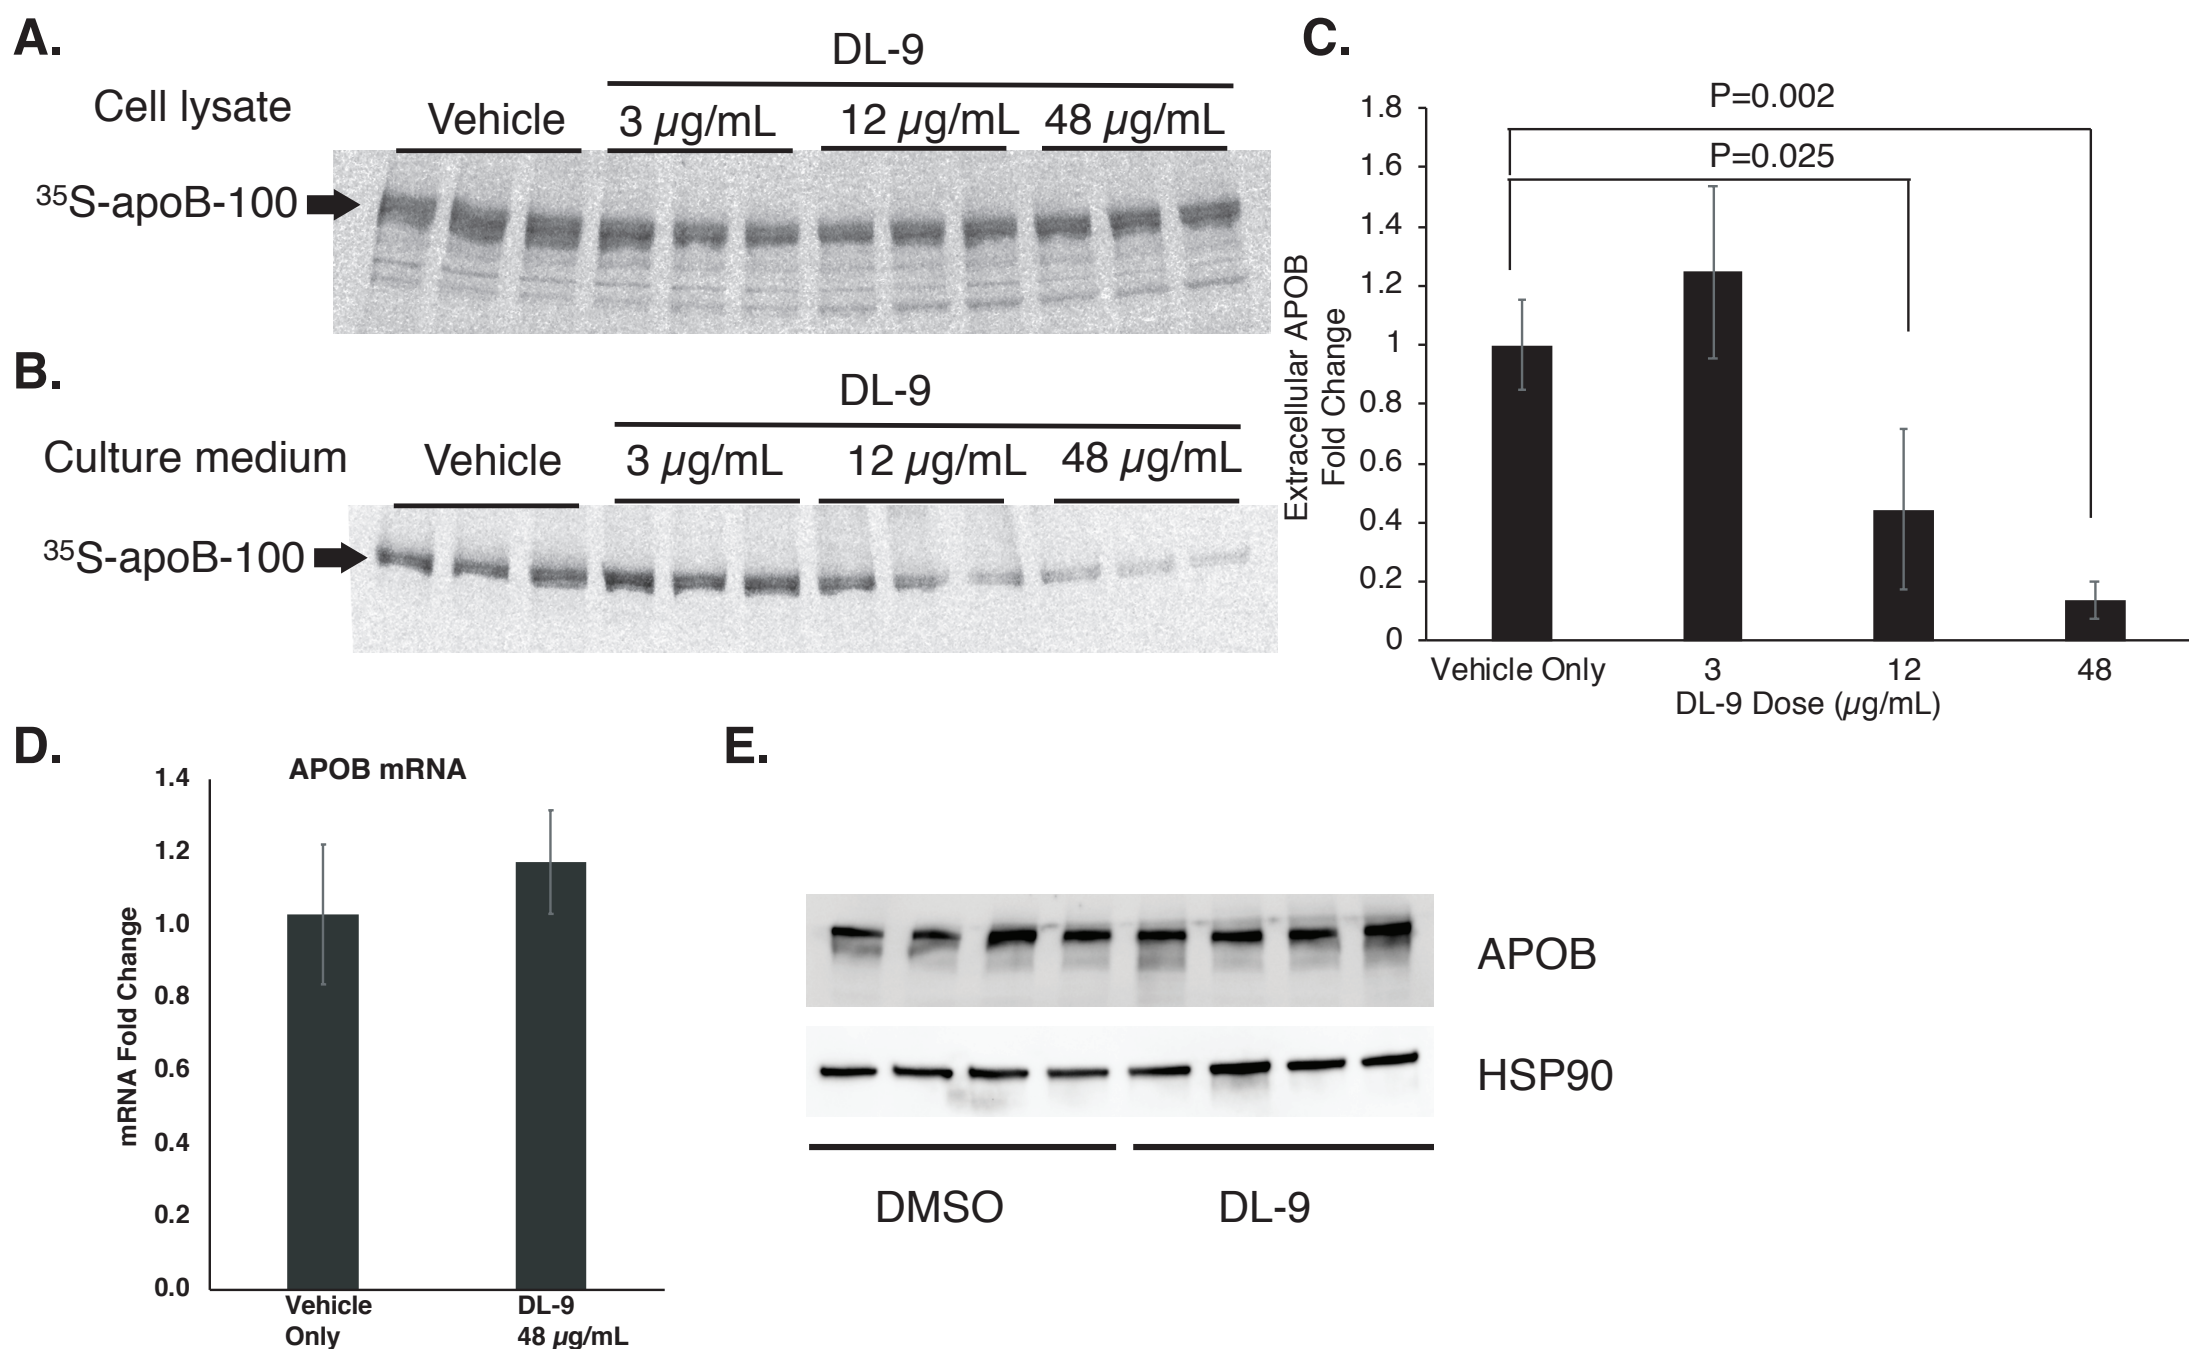 A.
DL-9
Cell lysate
Vehicle 3 µg/mL 12 µg/mL 48 µg/mL
³⁵S-apoB-100
B.
DL-9
Culture medium
Vehicle 3 µg/mL 12 µg/mL 48 µg/mL
³⁵S-apoB-100
C.
P=0.002
P=0.025
Extracellular APOB
Fold Change
1.8
1.6
1.4
1.2
1
0.8
0.6
0.4
0.2
0
Vehicle Only 3 12 48
DL-9 Dose (µg/mL)
D.
APOB mRNA
mRNA Fold Change
1.4
1.2
1.0
0.8
0.6
0.4
0.2
0.0
Vehicle
Only
DL-9
48 µg/mL
E.
APOB
HSP90
DMSO DL-9